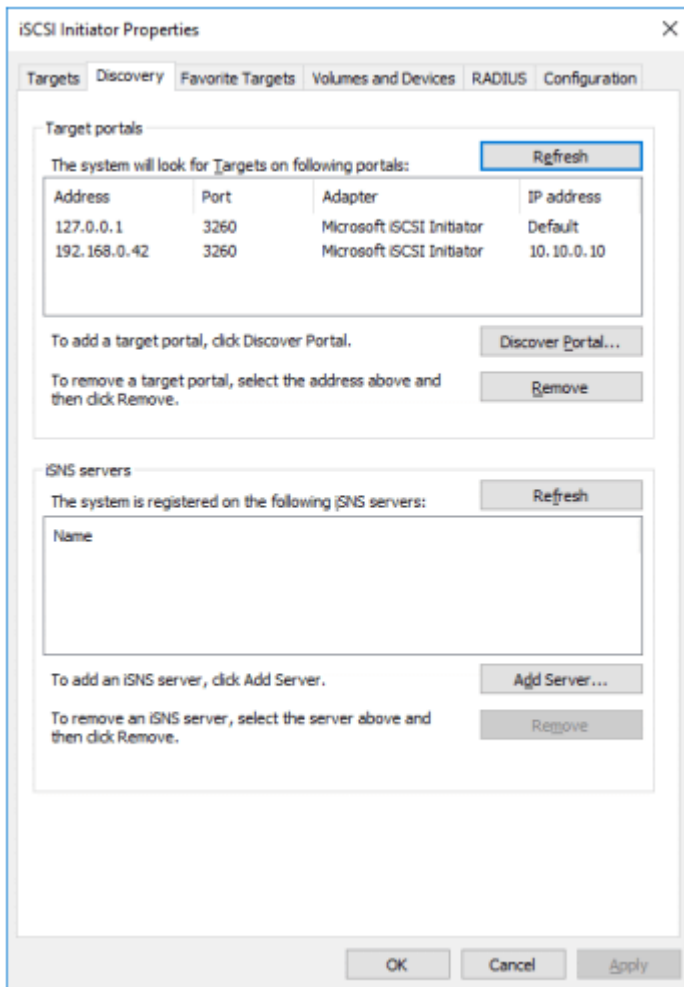 iSCSI Initiator Properties
Targets Discovery Favorite Targets Volumes and Devices RADIUS Configuration
Target portals
The system will look for Targets on following portals:
Refresh
Address Port Adapter IP address
127.0.0.1 3260 Microsoft iSCSI Initiator Default
192.168.0.42 3260 Microsoft iSCSI Initiator 10.10.0.10
To add a target portal, click Discover Portal.
Discover Portal...
To remove a target portal, select the address above and
then click Remove.
Remove
iSNS servers
The system is registered on the following iSNS servers:
Refresh
Name
To add an iSNS server, click Add Server.
Add Server...
To remove an iSNS server, select the server above and
then click Remove.
Remove
OK Cancel Apply